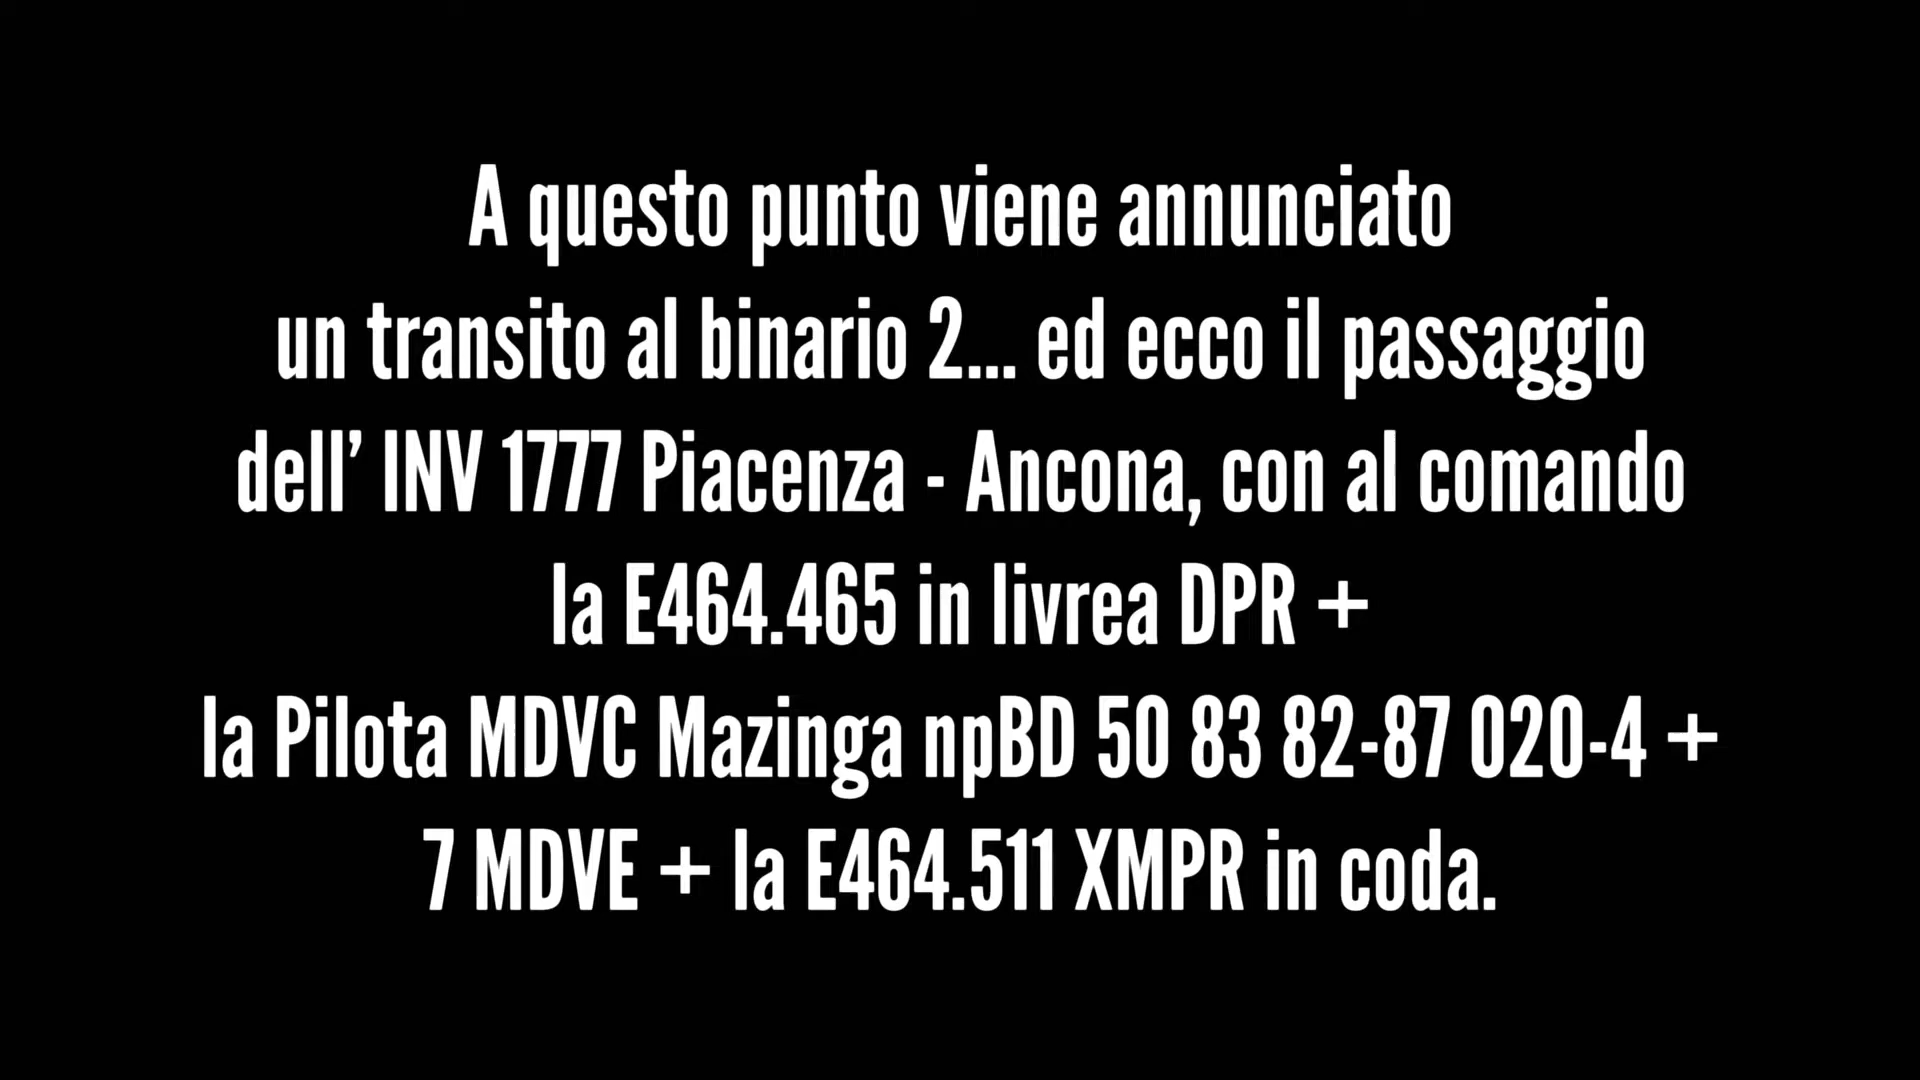 A questo punto viene annunciato
un transito al binario 2... ed ecco il passaggio
dell’ INV 1777 Piacenza - Ancona, con al comando
la E464.465 in livrea DPR +
la Pilota MDVC Mazinga npBD 50 83 82-87 020-4 +
7 MDVE + la E464.511 XMPR in coda.